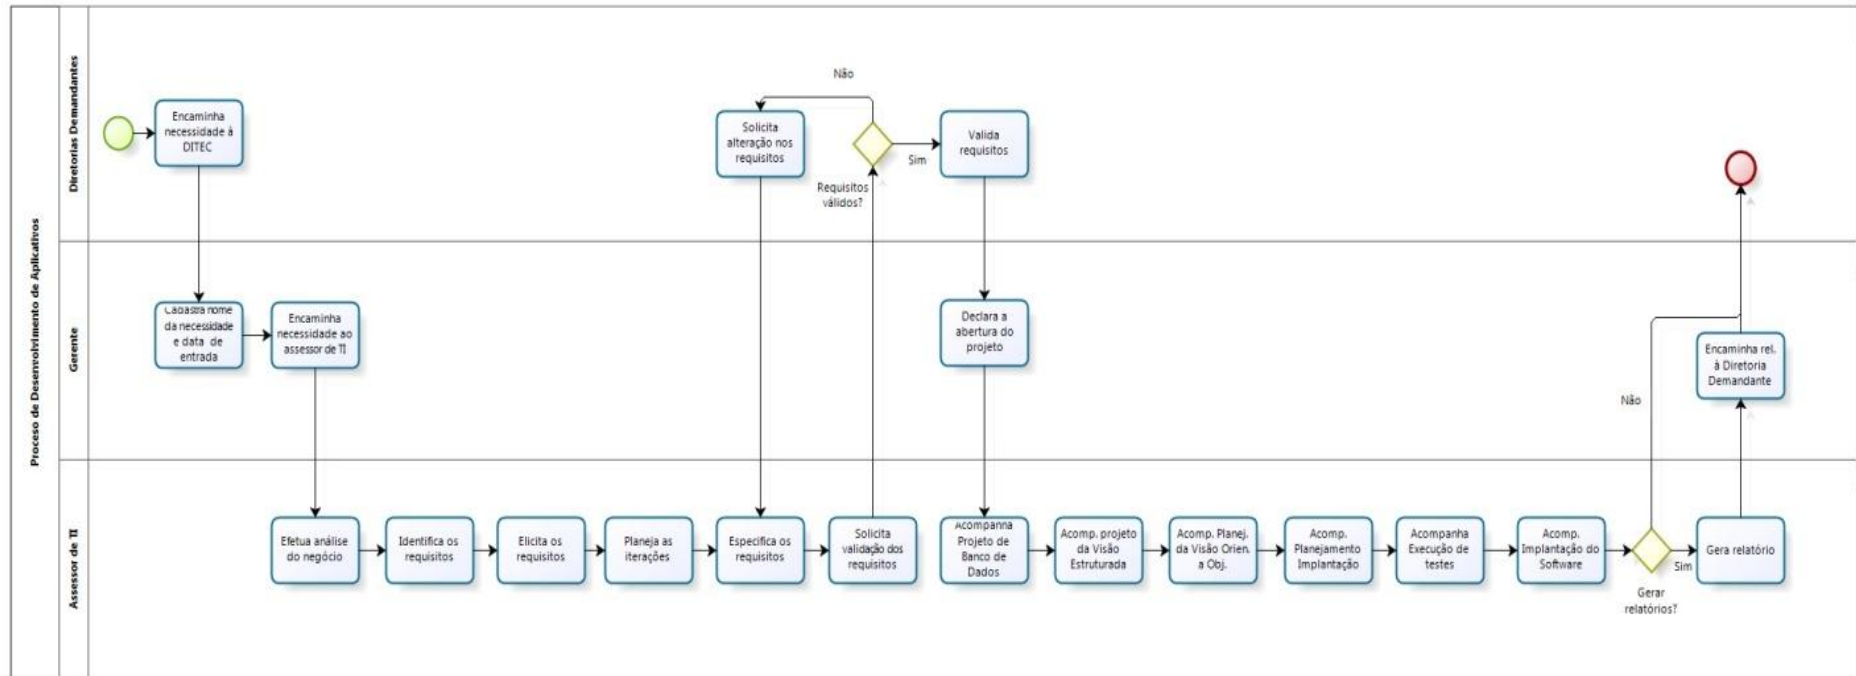 Proceso de Desenvolvimento de Aplicativos
Diretorias Demandantes
Encaminha
necessidade à
DITEC
Não
Solicita
alteração nos
requisitos
Requisitos
válidos?
Sim
Valida
requisitos
Gerente
Cadastra nome
da necessidade
e data de
entrada
Encaminha
necessidade ao
assessor de TI
Declara a
abertura do
projeto
Não
Encaminha rel.
à Diretoria
Demandante
Assessor de TI
Efetua análise
do negócio
Identifica os
requisitos
Elicita os
requisitos
Planeja as
iterações
Especifica os
requisitos
Solicita
validação dos
requisitos
Acompanha
Projeto de
Banco de
Dados
Acomp. projeto
da Visão
Estruturada
Acomp. Planej.
da Visão Orien.
a Obj.
Acomp.
Planejamento
Implantação
Acompanha
Execução de
testes
Acomp.
Implantação do
Software
Gerar
relatórios?
Sim
Gera relatório